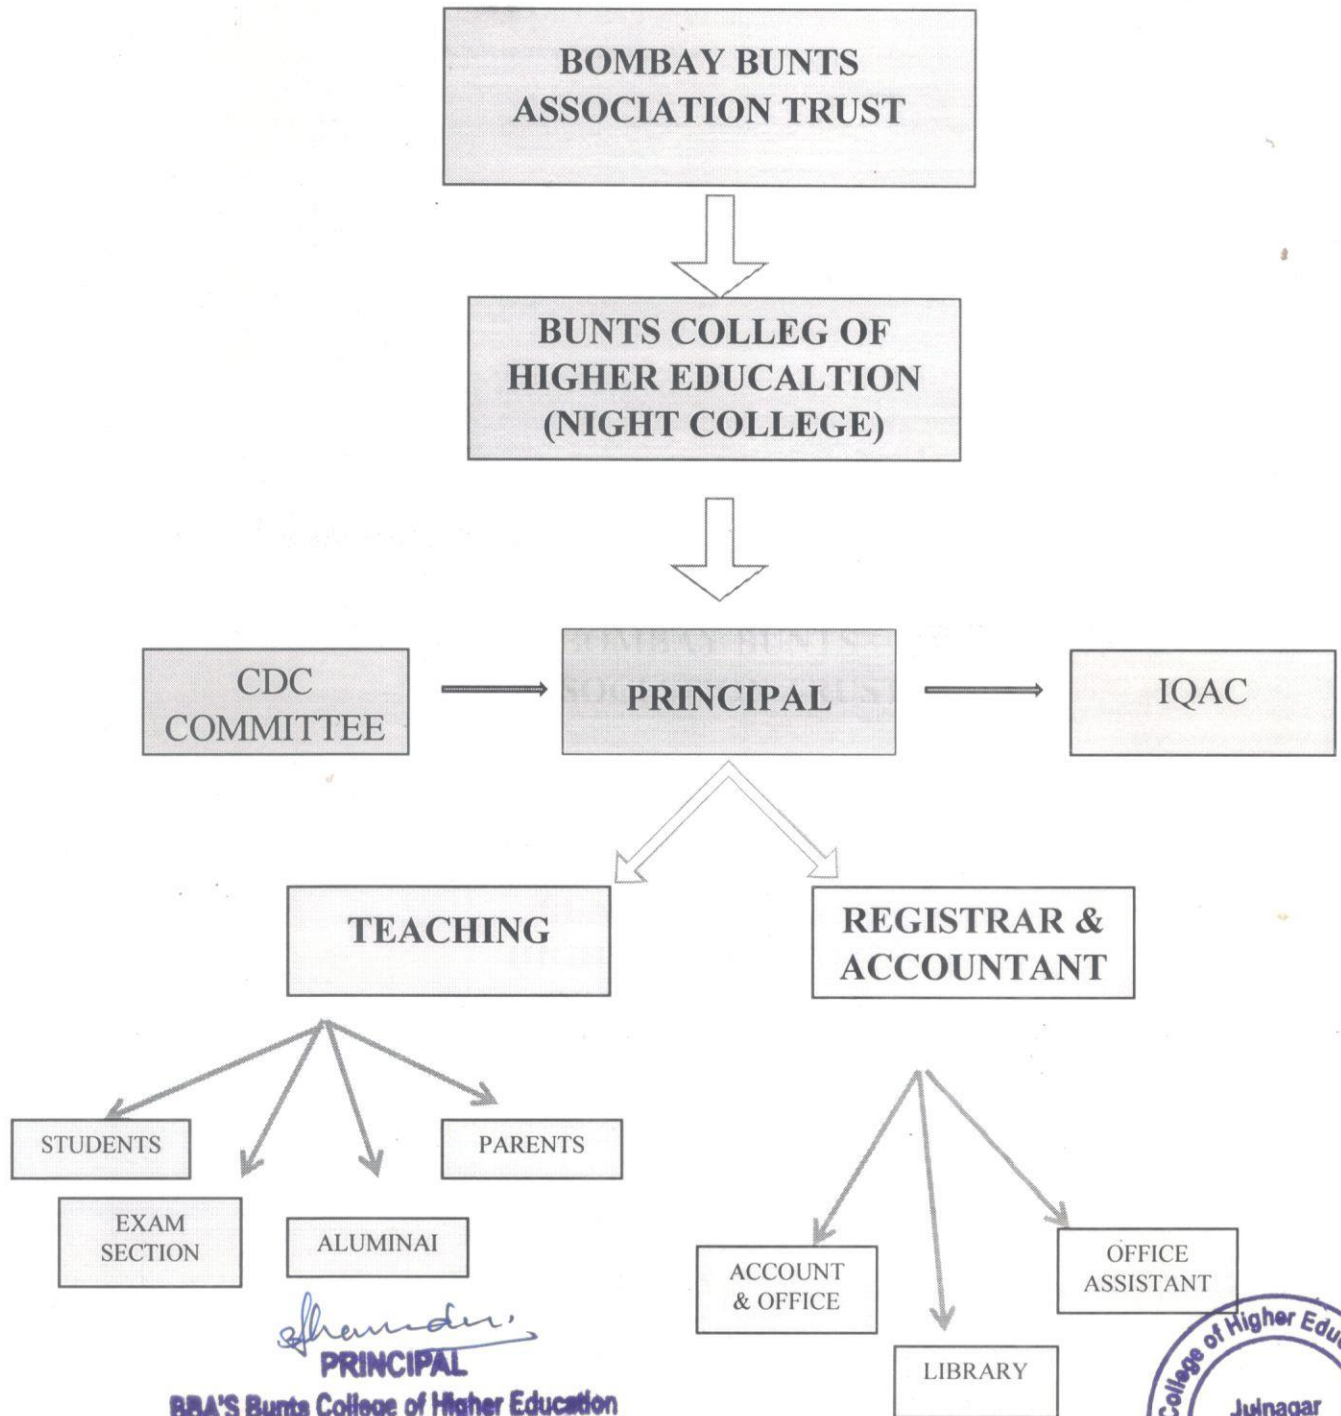 BOMBAY BUNTS
ASSOCIATION TRUST
BUNTS COLLEG OF
HIGHER EDUCALTION
(NIGHT COLLEGE)
CDC
COMMITTEE
PRINCIPAL
IQAC
TEACHING
REGISTRAR &
ACCOUNTANT
STUDENTS
PARENTS
EXAM
SECTION
ALUMINAI
ACCOUNT
& OFFICE
OFFICE
ASSISTANT
LIBRARY
PRINCIPAL
BBA'S Bunts College of Higher Education
College of Higher Edu
Juinagar